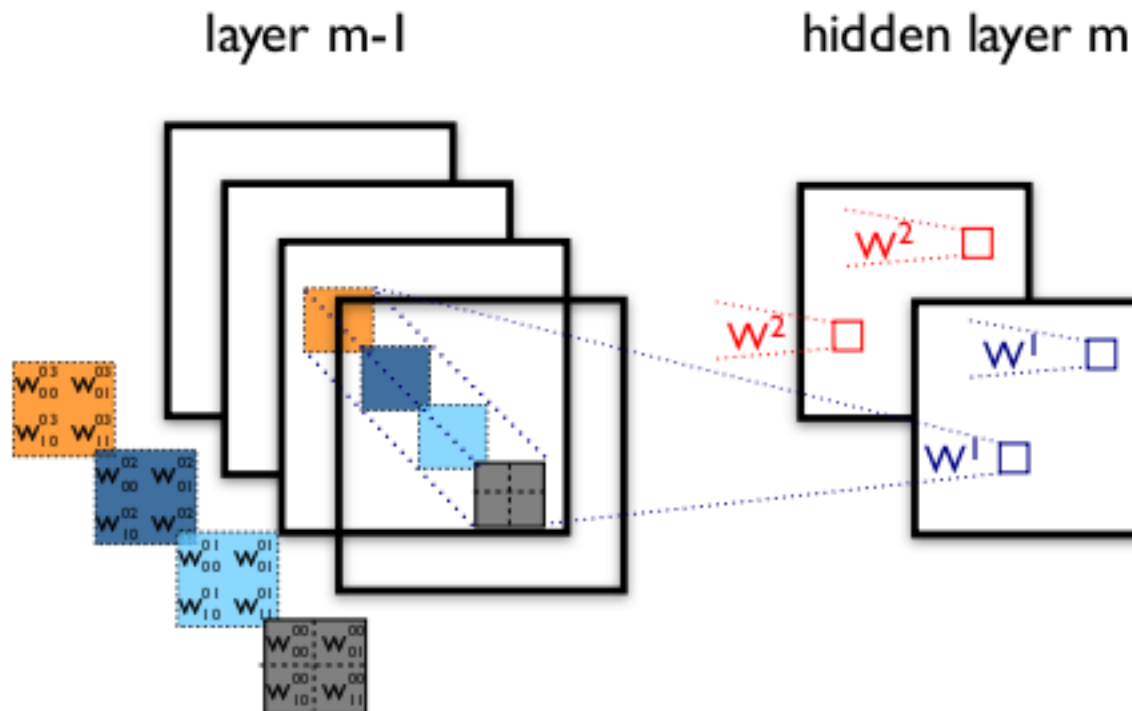 layer m-1 hidden layer m
W² 
W² W¹
W¹
W⁰³₀₀ W⁰³₀₁
W⁰³₁₀ W⁰³₁₁
W⁰²₀₀ W⁰²₀₁
W⁰²₁₀ W⁰²
W⁰¹₀₀ W⁰¹₀₁
W⁰¹₁₀ W⁰¹₁₁
W⁰⁰₀₀ W⁰⁰₀₁
W⁰⁰₁₀ W⁰⁰₁₁